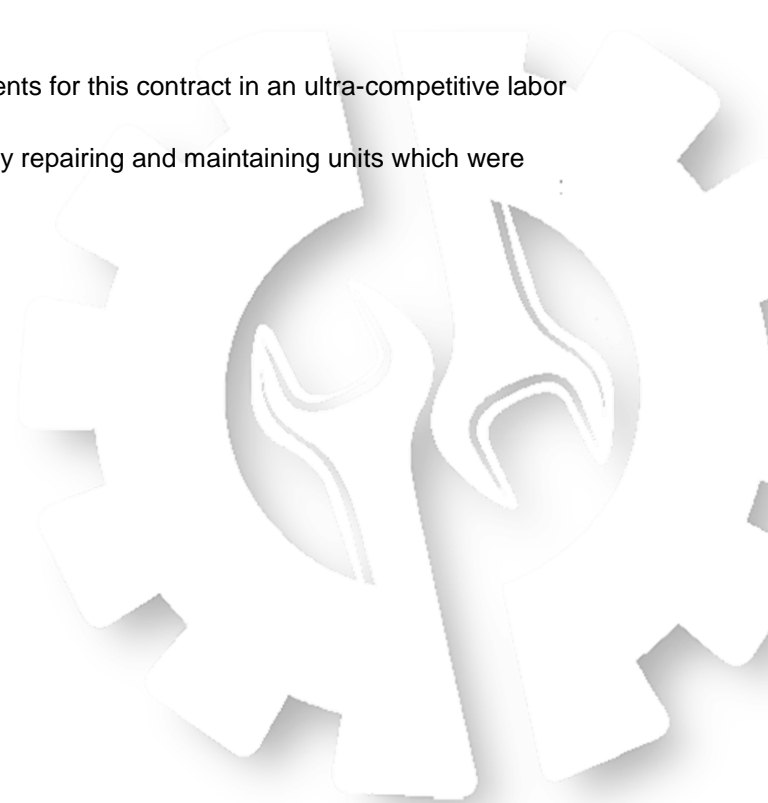 ents for this contract in an ultra-competitive labor
y repairing and maintaining units which were